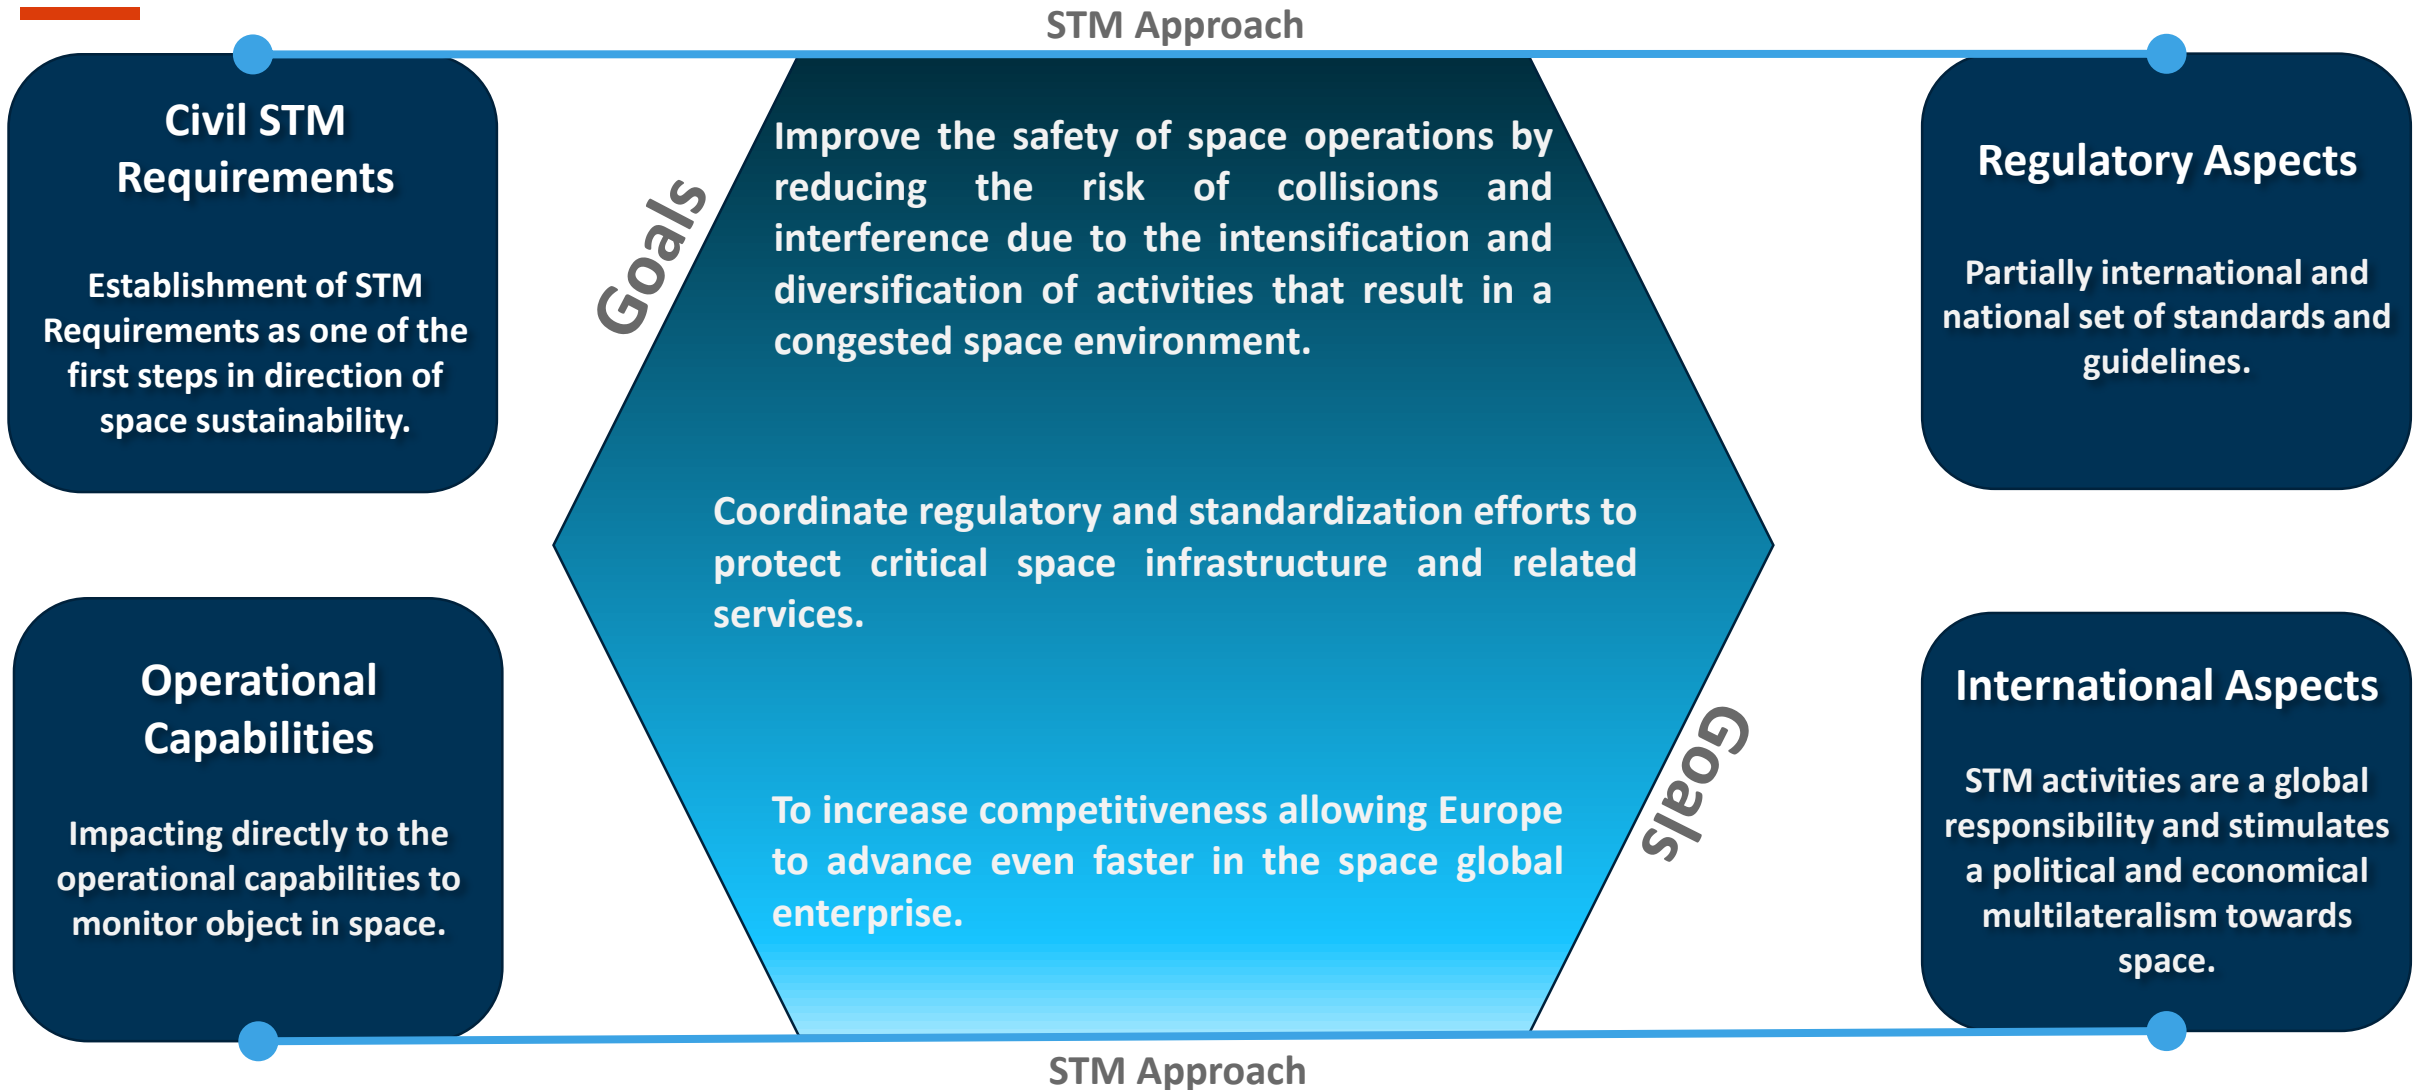 STM Approach
Civil STM
Requirements
Establishment of STM
Requirements as one of the
first steps in direction of
space sustainability.
Operational
Capabilities
Impacting directly to the
operational capabilities to
monitor object in space.
Goals
Improve the safety of space operations by
reducing the risk of collisions and
interference due to the intensification and
diversification of activities that result in a
congested space environment.
Coordinate regulatory and standardization efforts to
protect critical space infrastructure and related
services.
To increase competitiveness allowing Europe
to advance even faster in the space global
enterprise.
Goals
Regulatory Aspects
Partially international and
national set of standards and
guidelines.
International Aspects
STM activities are a global
responsibility and stimulates
a political and economical
multilateralism towards
space.
STM Approach